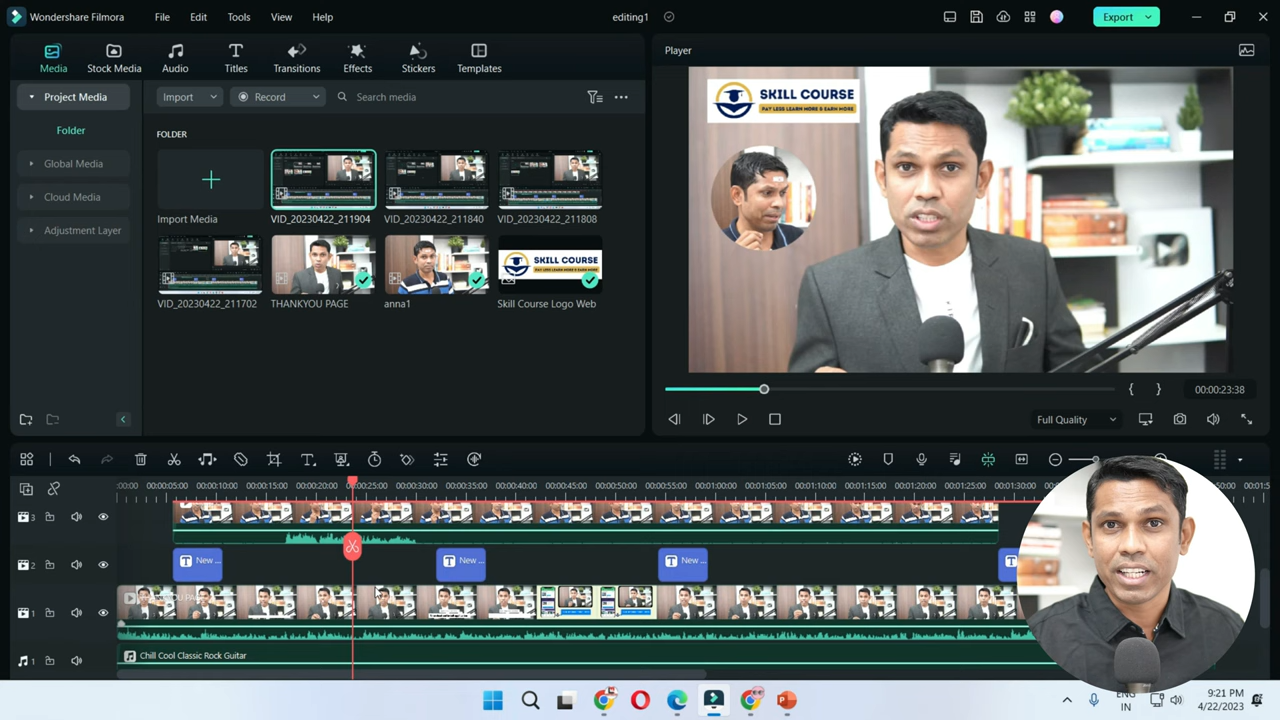 Wondershare Filmora File Edit Tools View Help editing1 Export
Media Stock Media Audio Titles Transitions Effects Stickers Templates
Player
Project Media
Folder
Global Media
Cloud Media
Adjustment Layer
Import Record Search media
FOLDER
Import Media VID_20230422_211904 VID_20230422_211840 VID_20230422_211808
VID_20230422_211702 THANKYOU PAGE anna1 Skill Course Logo Web
SKILL COURSE
SKILL COURSE
PAY LESS LEARN MORE & EARN MORE
{ } 00:00:23:38
Full Quality
:00:00 00:00:05:00 00:00:10:00 00:00:15:00 00:00:20:00 00:00:25:00 00:00:30:00 00:00:35:00 00:00:40:00 00:00:45:00 00:00:50:00 00:00:55:00 00:01:00:00 00:01:05:00 00:01:10:00 00:01:15:00 00:01:20:00 00:01:25:00 00:01:30:00
3
2 T New ... T New ... T New ... T
1
1 Chill Cool Classic Rock Guitar
ENG
IN
9:21 PM
4/22/2023